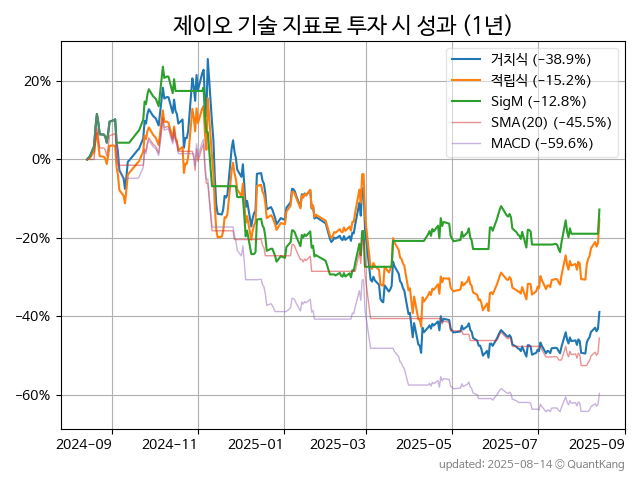 제이오 기술 지표로 투자 시 성과 (1년)
거치식 (−38.9%)
적립식 (−15.2%)
SigM (−12.8%)
SMA(20) (−45.5%)
MACD (−59.6%)
20%
0%
−20%
−40%
−60%
2024−09
2024−11
2025−01
2025−03
2025−05
2025−07
2025−09
updated: 2025-08-14 © QuantKang